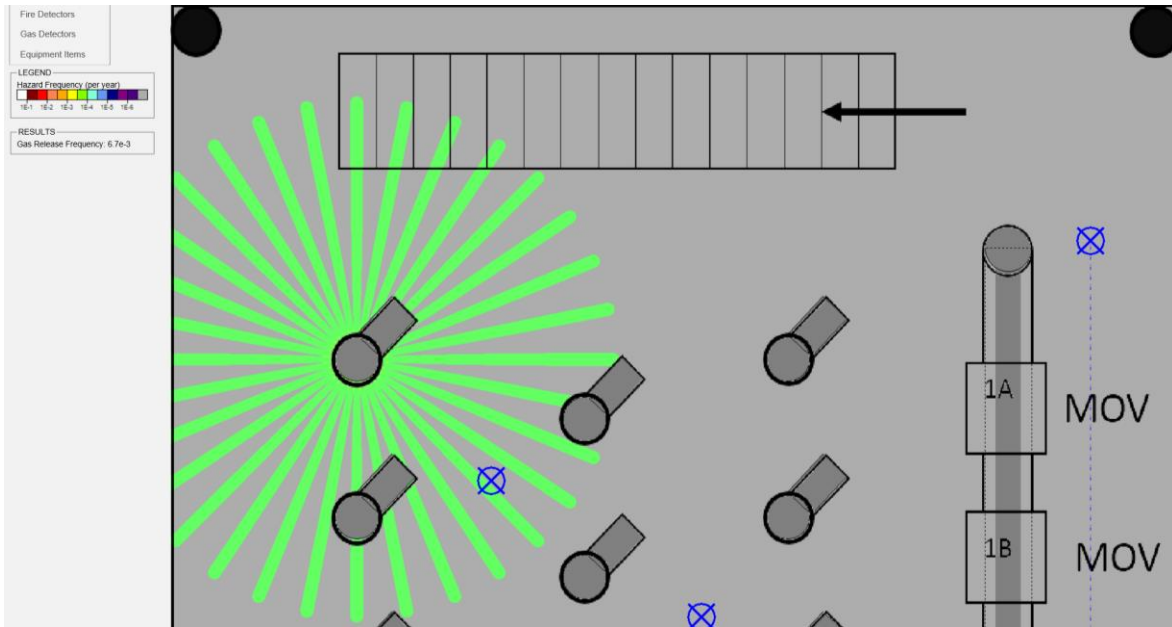 Fire Detectors
Gas Detectors
Equipment Items
LEGEND
Hazard Frequency (per year)
1E-1 1E-2 1E-3 1E-4 1E-5 1E-6
RESULTS
Gas Release Frequency: 6.7e-3
1A
MOV
1B
MOV